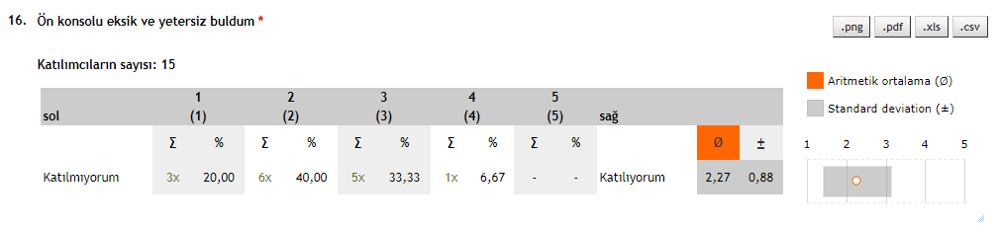 16. Ön konsolu eksik ve yetersiz buldum *
.png .pdf .xls .csv
Katılımcıların sayısı: 15
Aritmetik ortalama (Ø)
Standard deviation (±)
1 2 3 4 5
sol (1) (2) (3) (4) (5) sağ
Σ % Σ % Σ % Σ % Σ % Ø ±
1 2 3 4 5
Katılmıyorum 3x 20,00 6x 40,00 5x 33,33 1x 6,67 - - Katılıyorum 2,27 0,88